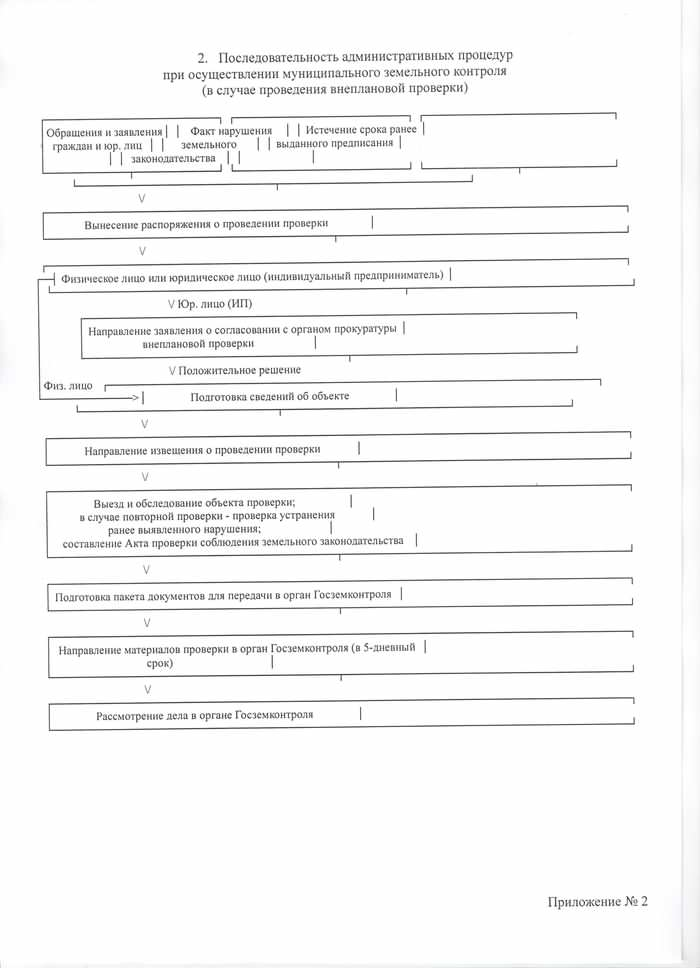 2. Последовательность административных процедур
при осуществлении муниципального земельного контроля
(в случае проведения внеплановой проверки)
Обращения и заявления | | Факт нарушения | | Истечение срока ранее |
граждан и юр. лиц | | земельного | | выданного предписания |
| | законодательства | | |
V
Вынесение распоряжения о проведении проверки |
V
Физическое лицо или юридическое лицо (индивидуальный предприниматель) |
V Юр. лицо (ИП)
Направление заявления о согласовании с органом прокуратуры |
внеплановой проверки |
V Положительное решение
Физ. лицо
> | Подготовка сведений об объекте |
V
Направление извещения о проведении проверки |
V
Выезд и обследование объекта проверки; |
в случае повторной проверки - проверка устранения |
ранее выявленного нарушения; |
составление Акта проверки соблюдения земельного законодательства |
V
Подготовка пакета документов для передачи в орган Госземконтроля |
V
Направление материалов проверки в орган Госземконтроля (в 5-дневный |
срок) |
V
Рассмотрение дела в органе Госземконтроля |
Приложение № 2